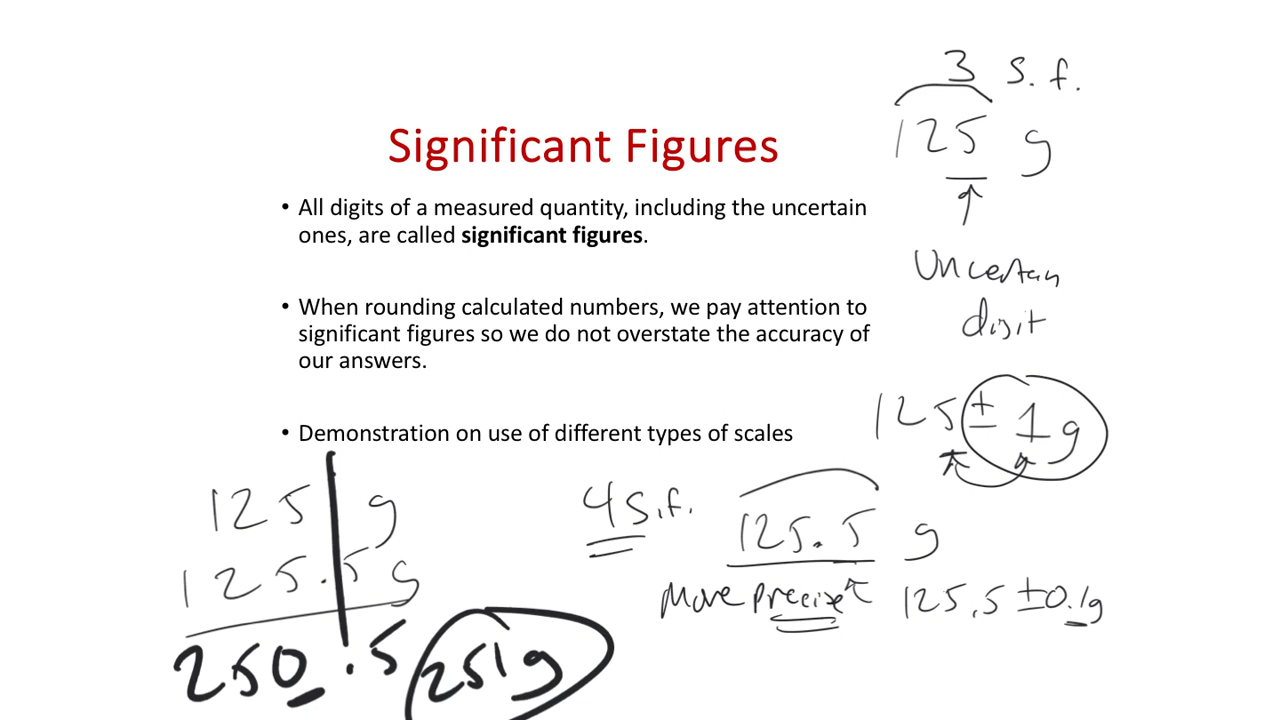 3 s.f.
125 g
Significant Figures
• All digits of a measured quantity, including the uncertain
ones, are called significant figures.
Uncertain
digit
• When rounding calculated numbers, we pay attention to
significant figures so we do not overstate the accuracy of
our answers.
125 ± 1g
• Demonstration on use of different types of scales
125 g
125.5 g
250.5 251g
4 s.f. 125.5 g
More precise 125.5 ±0.1g